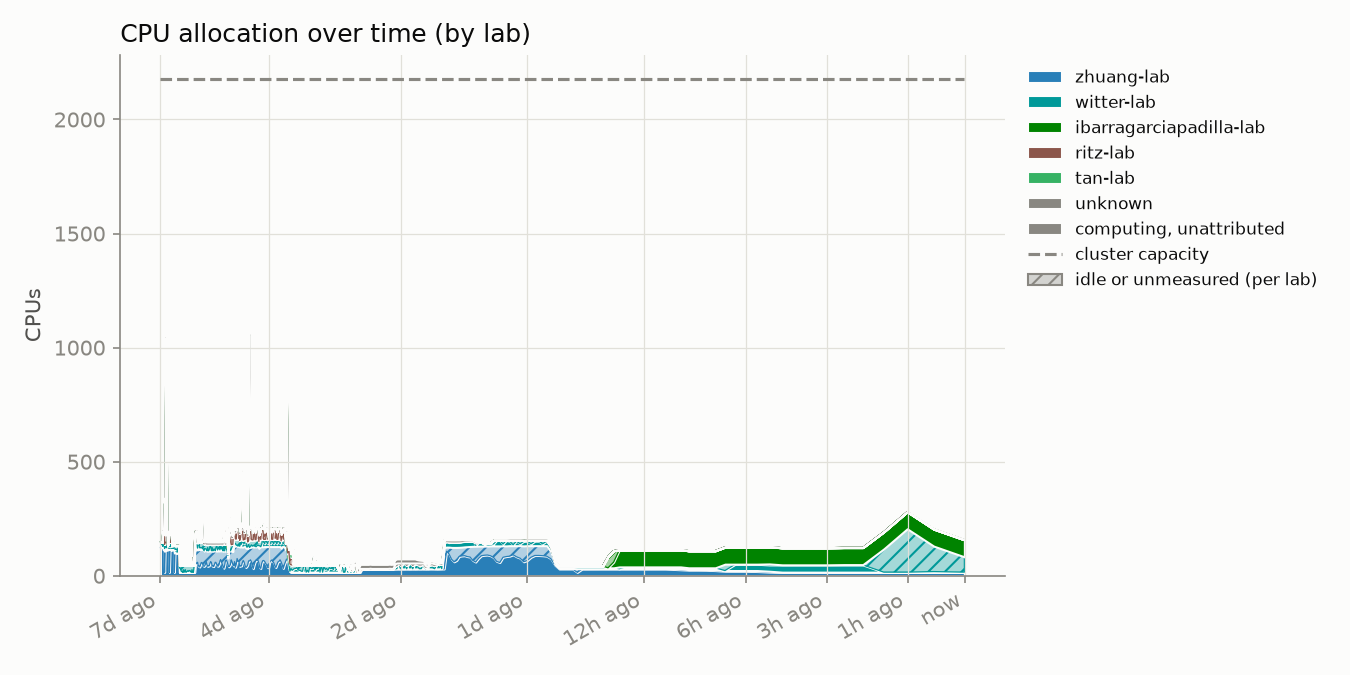 CPU allocation over time (by lab)
CPUs
2000
1500
1000
500
0
7d ago
4d ago
2d ago
1d ago
12h ago
6h ago
3h ago
1h ago
now
zhuang-lab
witter-lab
ibarragarciapadilla-lab
ritz-lab
tan-lab
unknown
computing, unattributed
cluster capacity
idle or unmeasured (per lab)